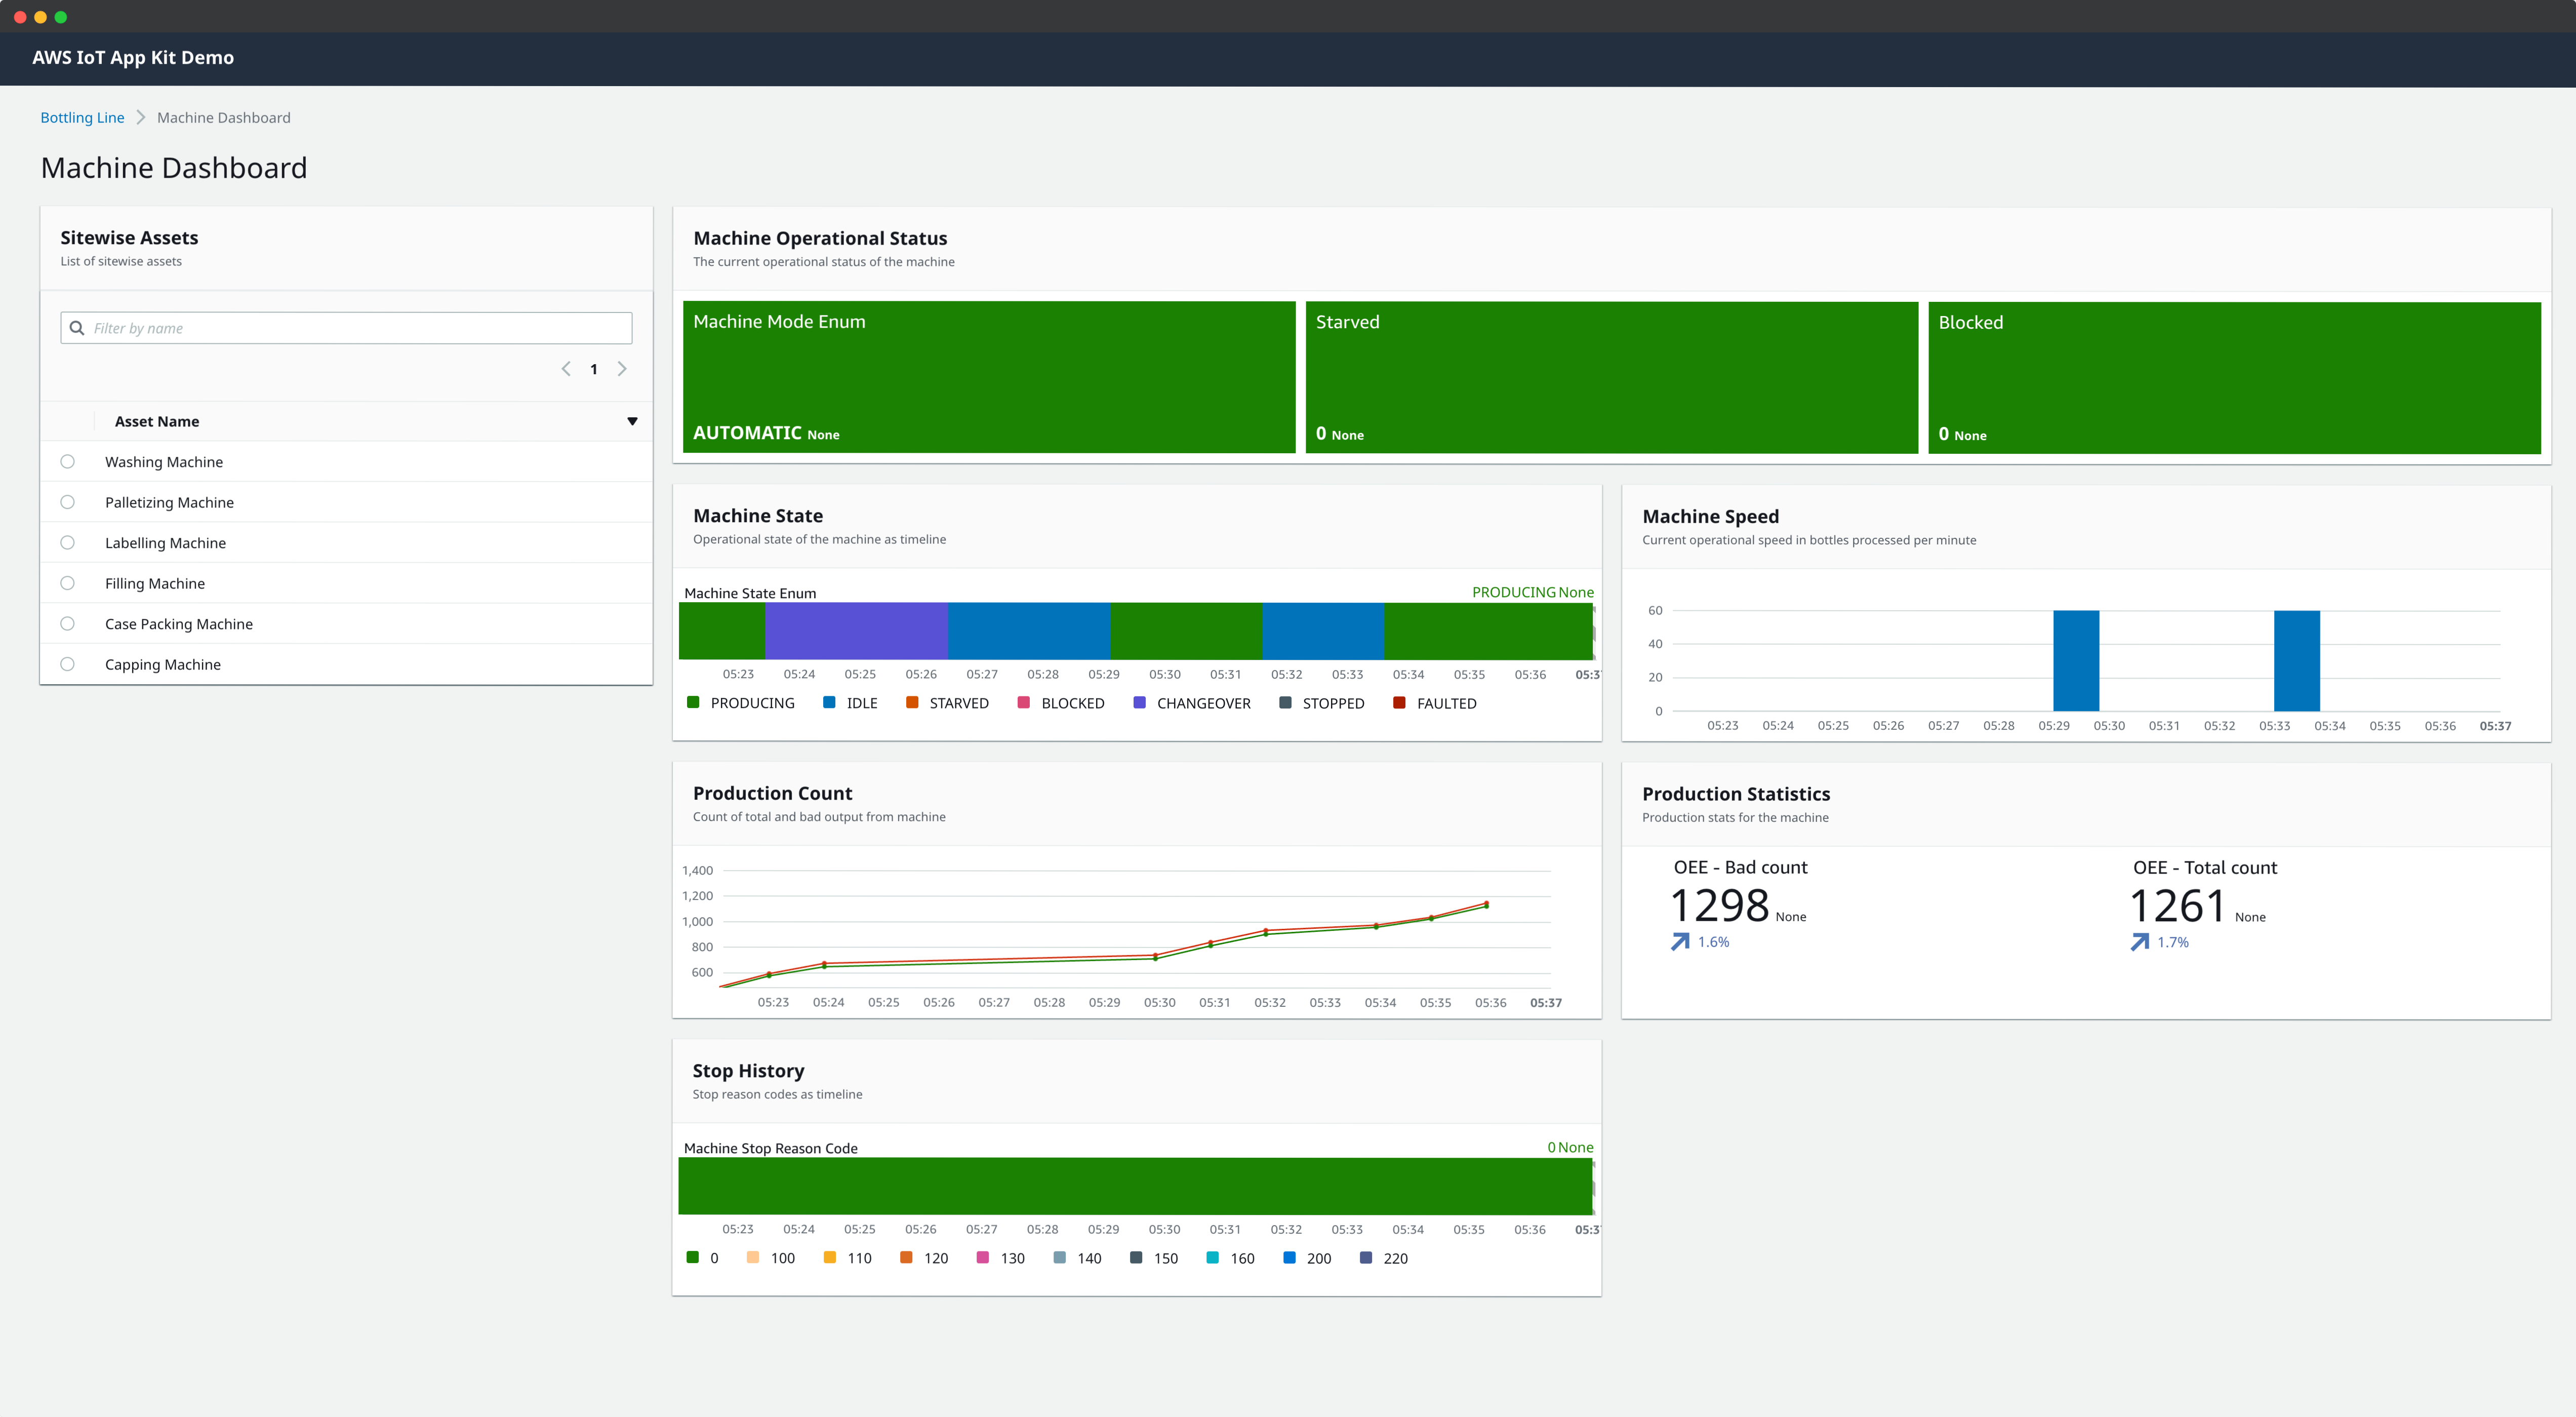 AWS IoT App Kit Demo
Bottling Line Machine Dashboard
Machine Dashboard
Sitewise Assets
List of sitewise assets
Filter by name
1
Asset Name
Washing Machine
Palletizing Machine
Labelling Machine
Filling Machine
Case Packing Machine
Capping Machine
Machine Operational Status
The current operational status of the machine
Machine Mode Enum
AUTOMATIC None
Starved
0 None
Blocked
0 None
Machine State
Operational state of the machine as timeline
Machine State Enum PRODUCING None
05:23 05:24 05:25 05:26 05:27 05:28 05:29 05:30 05:31 05:32 05:33 05:34 05:35 05:36 05:3
PRODUCING IDLE STARVED BLOCKED CHANGEOVER STOPPED FAULTED
Machine Speed
Current operational speed in bottles processed per minute
60
40
20
0
05:23 05:24 05:25 05:26 05:27 05:28 05:29 05:30 05:31 05:32 05:33 05:34 05:35 05:36 05:37
Production Count
Count of total and bad output from machine
1,400
1,200
1,000
800
600
05:23 05:24 05:25 05:26 05:27 05:28 05:29 05:30 05:31 05:32 05:33 05:34 05:35 05:36 05:37
Production Statistics
Production stats for the machine
OEE - Bad count
1298 None
1.6%
OEE - Total count
1261 None
1.7%
Stop History
Stop reason codes as timeline
Machine Stop Reason Code 0 None
05:23 05:24 05:25 05:26 05:27 05:28 05:29 05:30 05:31 05:32 05:33 05:34 05:35 05:36 05:3
0 100 110 120 130 140 150 160 200 220